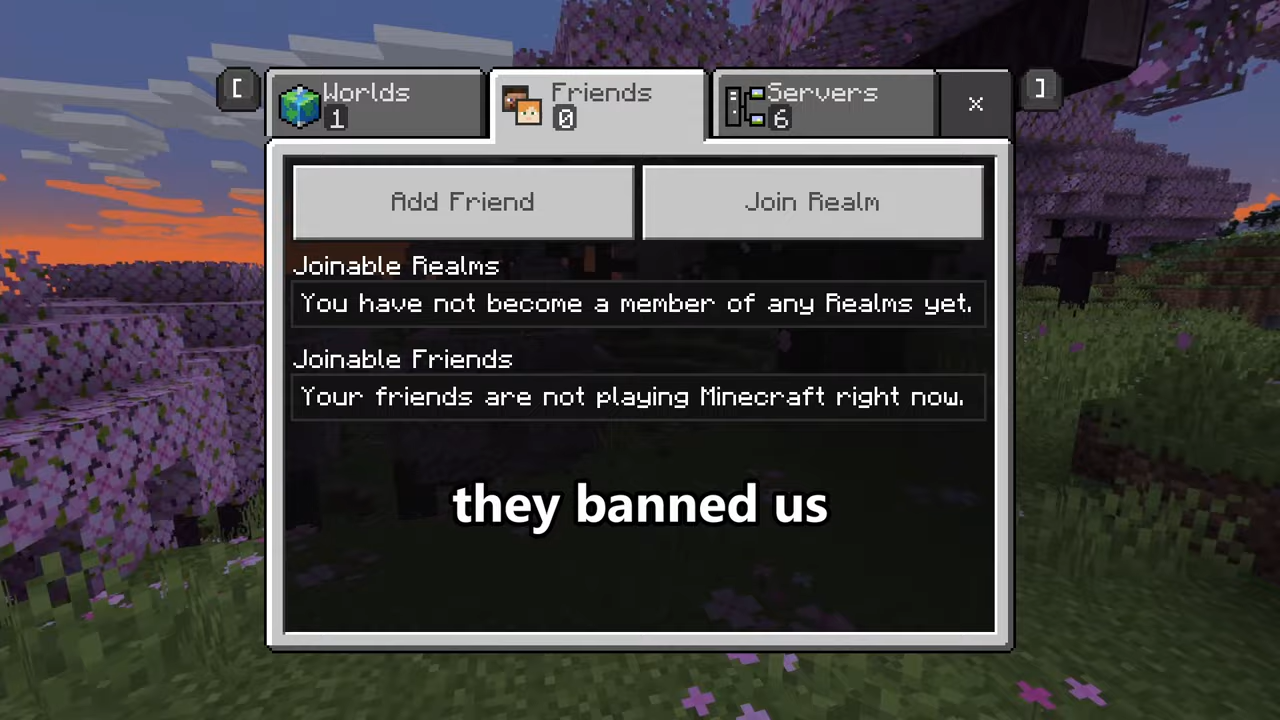 [
Worlds
1
Friends
0
Servers
6
x
]
Add Friend
Join Realm
Joinable Realms
You have not become a member of any Realms yet.
Joinable Friends
Your friends are not playing Minecraft right now.
they banned us